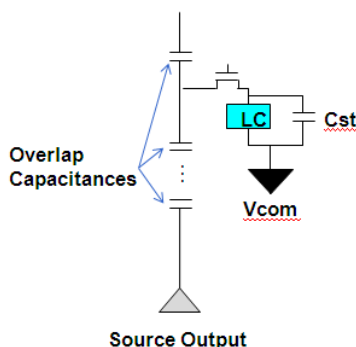 LC
Cst
Overlap
Capacitances
Vcom
Source Output